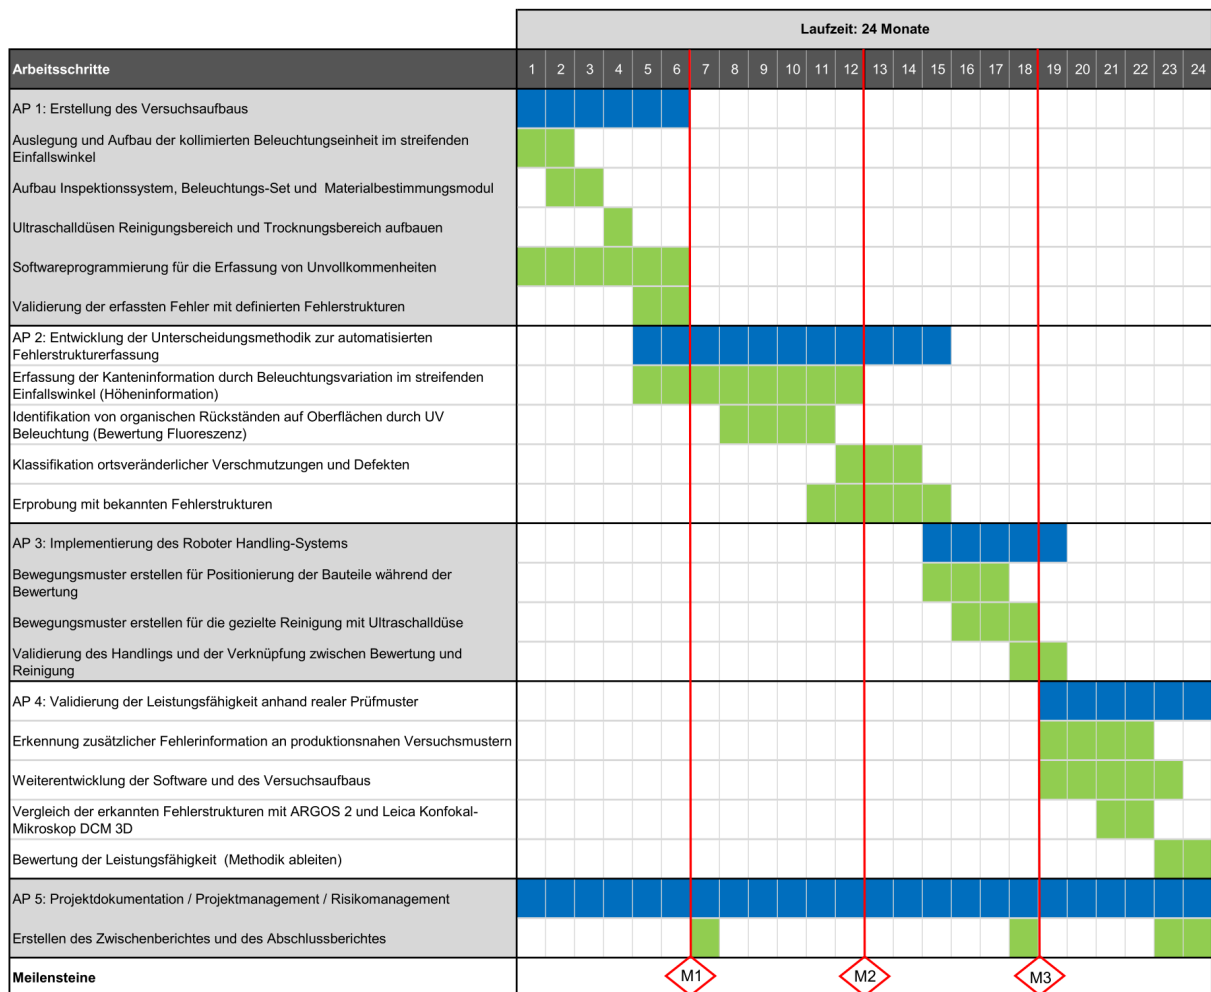 Laufzeit: 24 Monate
Arbeitsschritte 1 2 3 4 5 6 7 8 9 10 11 12 13 14 15 16 17 18 19 20 21 22 23 24
AP 1: Erstellung des Versuchsaufbaus
Auslegung und Aufbau der kollimierten Beleuchtungseinheit im streifenden
Einfallswinkel
Aufbau Inspektionssystem, Beleuchtungs-Set und Materialbestimmungsmodul
Ultraschalldüsen Reinigungsbereich und Trocknungsbereich aufbauen
Softwareprogrammierung für die Erfassung von Unvollkommenheiten
Validierung der erfassten Fehler mit definierten Fehlerstrukturen
AP 2: Entwicklung der Unterscheidungsmethodik zur automatisierten
Fehlerstrukturerfassung
Erfassung der Kanteninformation durch Beleuchtungsvariation im streifenden
Einfallswinkel (Höheninformation)
Identifikation von organischen Rückständen auf Oberflächen durch UV
Beleuchtung (Bewertung Fluoreszenz)
Klassifikation ortsveränderlicher Verschmutzungen und Defekten
Erprobung mit bekannten Fehlerstrukturen
AP 3: Implementierung des Roboter Handling-Systems
Bewegungsmuster erstellen für Positionierung der Bauteile während der
Bewertung
Bewegungsmuster erstellen für die gezielte Reinigung mit Ultraschalldüse
Validierung des Handlings und der Verknüpfung zwischen Bewertung und
Reinigung
AP 4: Validierung der Leistungsfähigkeit anhand realer Prüfmuster
Erkennung zusätzlicher Fehlerinformation an produktionsnahen Versuchsmustern
Weiterentwicklung der Software und des Versuchsaufbaus
Vergleich der erkannten Fehlerstrukturen mit ARGOS 2 und Leica Konfokal-
Mikroskop DCM 3D
Bewertung der Leistungsfähigkeit (Methodik ableiten)
AP 5: Projektdokumentation / Projektmanagement / Risikomanagement
Erstellen des Zwischenberichtes und des Abschlussberichtes
Meilensteine M1 M2 M3